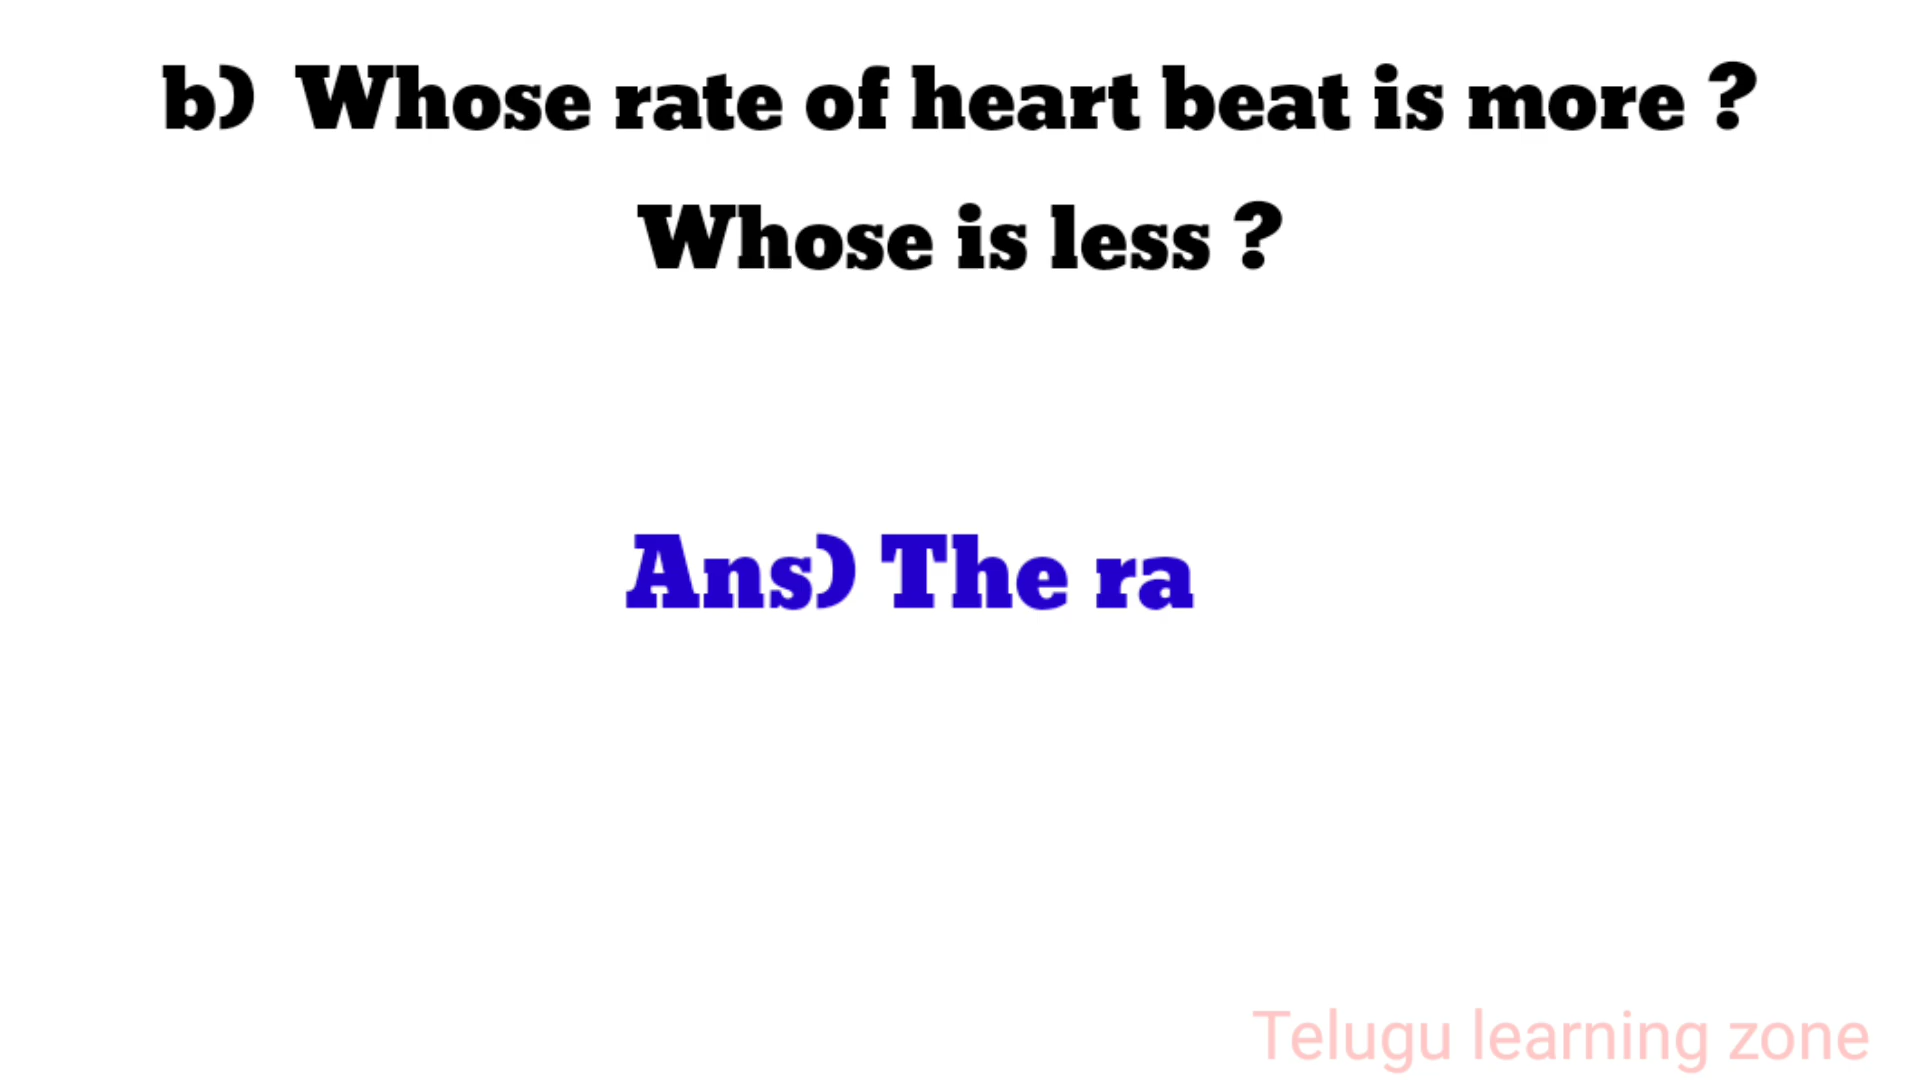 b) Whose rate of heart beat is more ?
Whose is less ?
Ans) The ra
Telugu learning zone